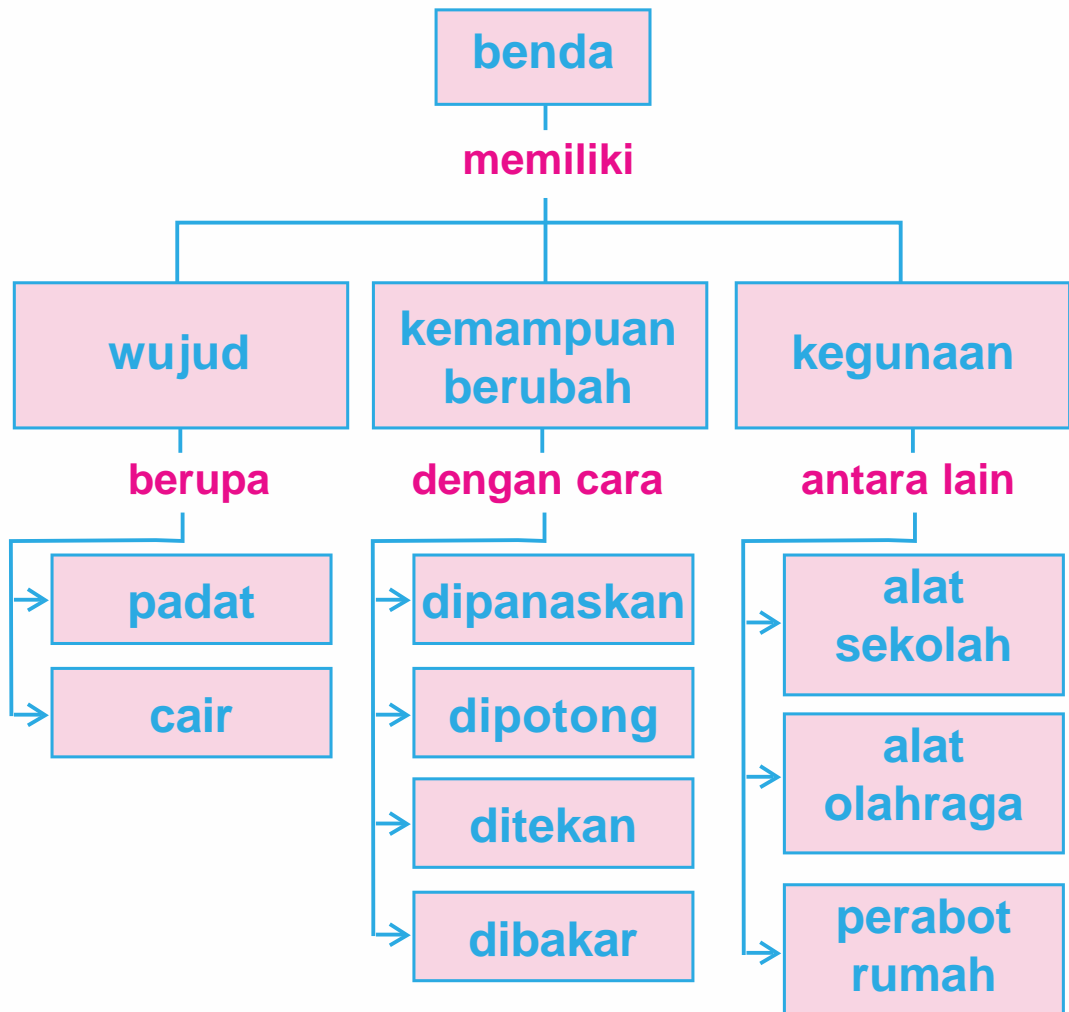 benda
memiliki
wujud
kemampuan
berubah
kegunaan
berupa
dengan cara
antara lain
padat
cair
dipanaskan
dipotong
ditekan
dibakar
alat
sekolah
alat
olahraga
perabot
rumah